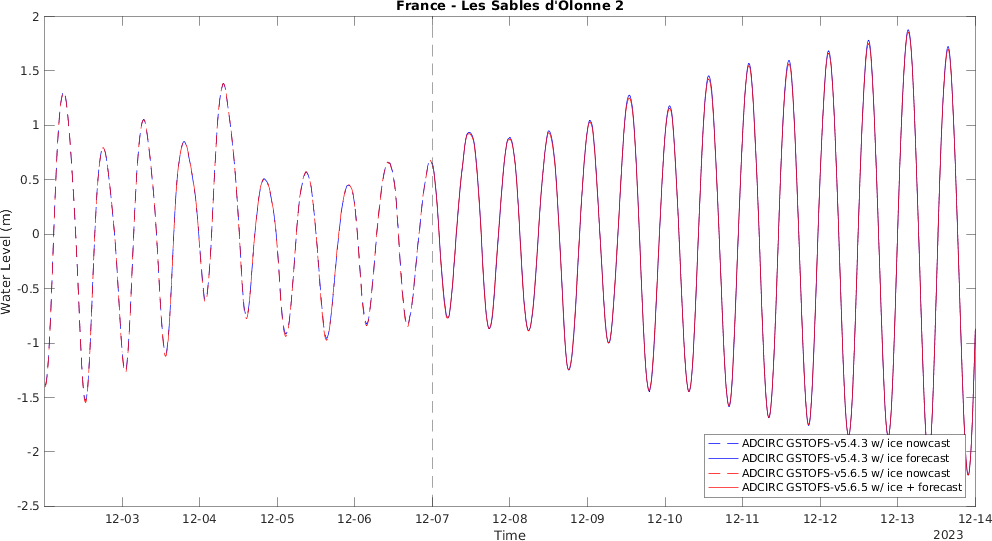 France - Les Sables d'Olonne 2
Water Level (m)
2
1.5
1
0.5
0
-0.5
-1
-1.5
-2
-2.5
ADCIRC GSTOFS-v5.4.3 w/ ice nowcast
ADCIRC GSTOFS-v5.4.3 w/ ice forecast
ADCIRC GSTOFS-v5.6.5 w/ ice nowcast
ADCIRC GSTOFS-v5.6.5 w/ ice + forecast
12-03 12-04 12-05 12-06 12-07 12-08 12-09 12-10 12-11 12-12 12-13 12-14
Time
2023